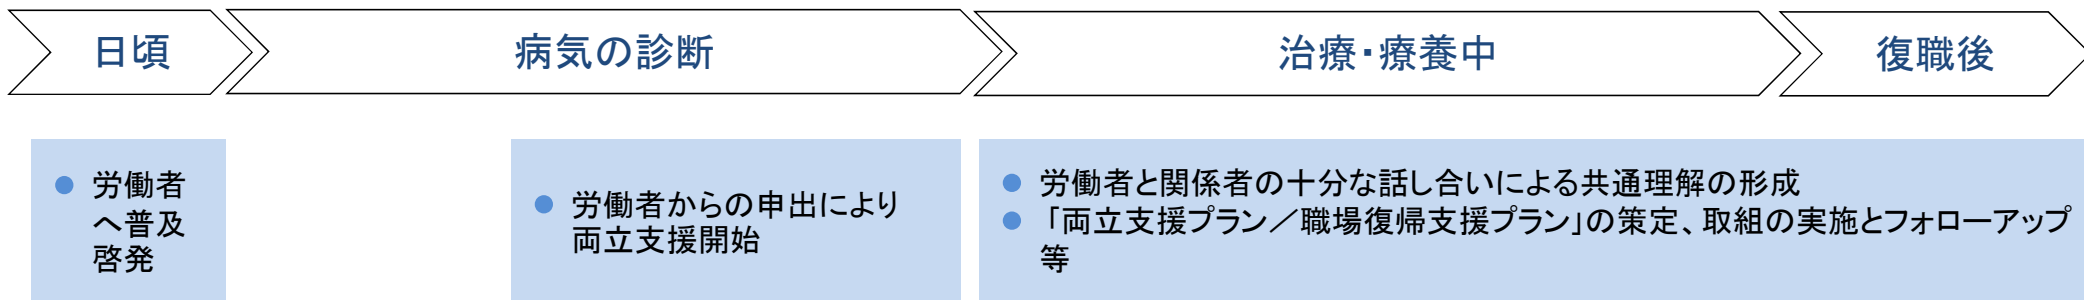 日頃
病気の診断
治療・療養中
復職後
● 労働者
へ普及
啓発
● 労働者からの申出により
両立支援開始
● 労働者と関係者の十分な話し合いによる共通理解の形成
● 「両立支援プラン／職場復帰支援プラン」の策定、取組の実施とフォローアップ
等